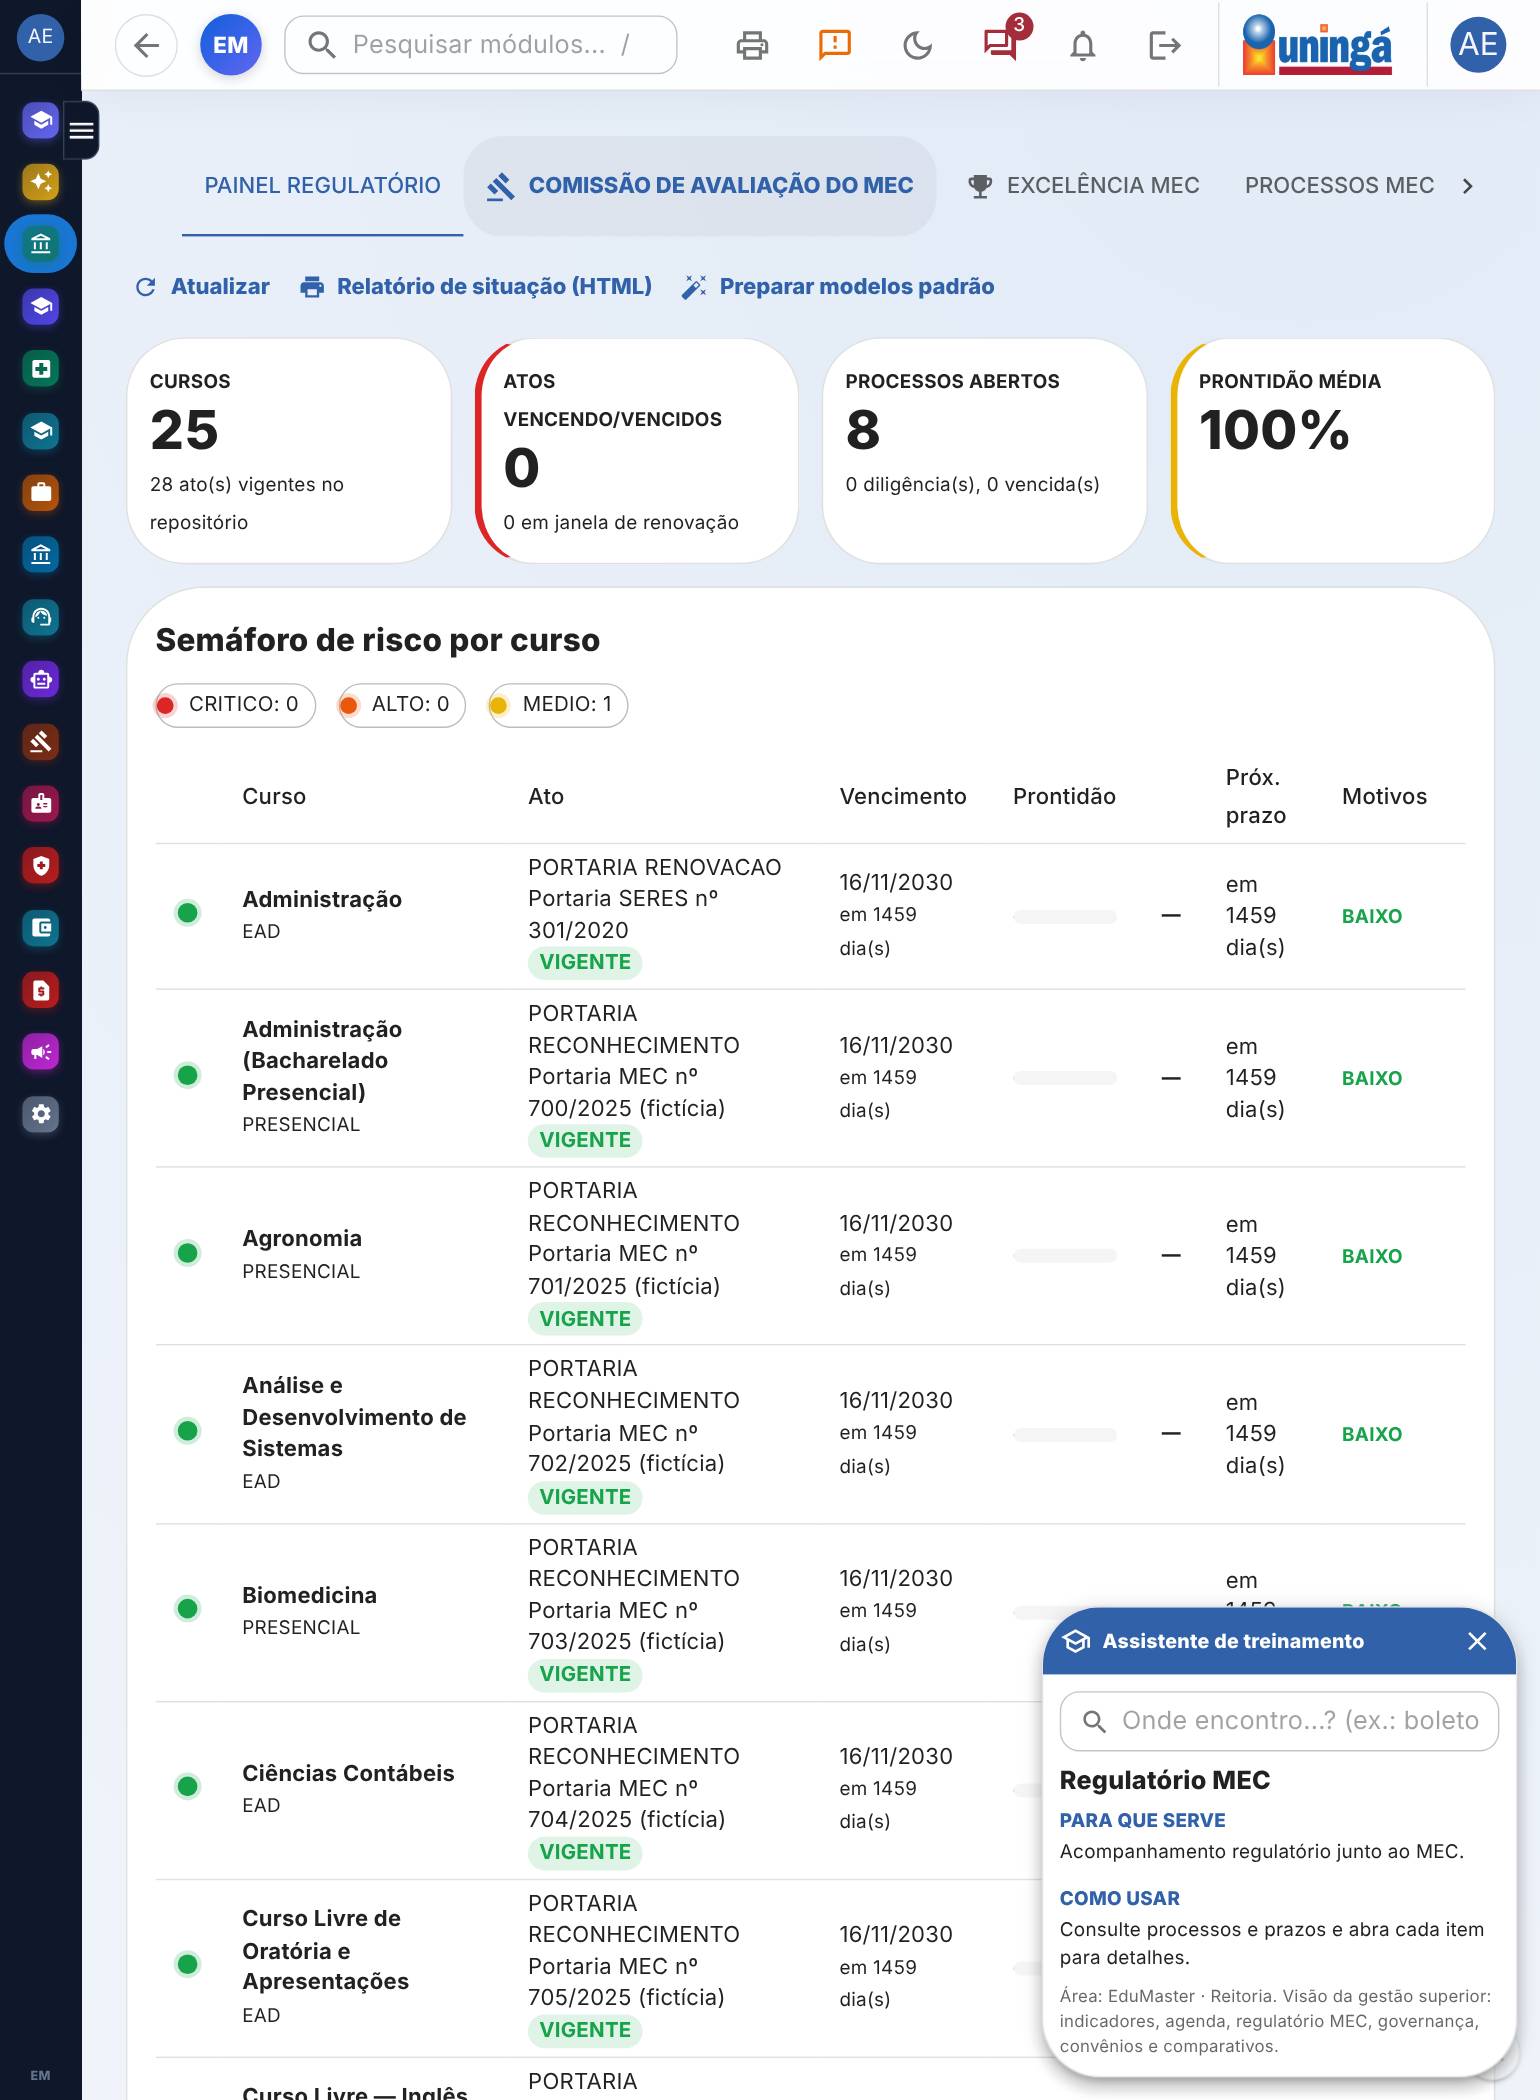 AE
EM
Pesquisar módulos... /
3
uningá
AE
PAINEL REGULATÓRIO
COMISSÃO DE AVALIAÇÃO DO MEC
EXCELÊNCIA MEC
PROCESSOS MEC
Atualizar
Relatório de situação (HTML)
Preparar modelos padrão
CURSOS
25
28 ato(s) vigentes no
repositório
ATOS
VENCENDO/VENCIDOS
0
0 em janela de renovação
PROCESSOS ABERTOS
8
0 diligência(s), 0 vencida(s)
PRONTIDÃO MÉDIA
100%
Semáforo de risco por curso
CRITICO: 0
ALTO: 0
MEDIO: 1
Curso
Ato
Vencimento
Prontidão
Próx.
prazo
Motivos
Administração
EAD
PORTARIA RENOVACAO
Portaria SERES nº
301/2020
VIGENTE
16/11/2030
em 1459
dia(s)
—
em
1459
dia(s)
BAIXO
Administração
(Bacharelado
Presencial)
PRESENCIAL
PORTARIA
RECONHECIMENTO
Portaria MEC nº
700/2025 (fictícia)
VIGENTE
16/11/2030
em 1459
dia(s)
—
em
1459
dia(s)
BAIXO
Agronomia
PRESENCIAL
PORTARIA
RECONHECIMENTO
Portaria MEC nº
701/2025 (fictícia)
VIGENTE
16/11/2030
em 1459
dia(s)
—
em
1459
dia(s)
BAIXO
Análise e
Desenvolvimento de
Sistemas
EAD
PORTARIA
RECONHECIMENTO
Portaria MEC nº
702/2025 (fictícia)
VIGENTE
16/11/2030
em 1459
dia(s)
—
em
1459
dia(s)
BAIXO
Biomedicina
PRESENCIAL
PORTARIA
RECONHECIMENTO
Portaria MEC nº
703/2025 (fictícia)
VIGENTE
16/11/2030
em 1459
dia(s)
em
Ciências Contábeis
EAD
PORTARIA
RECONHECIMENTO
Portaria MEC nº
704/2025 (fictícia)
VIGENTE
16/11/2030
em 1459
dia(s)
Curso Livre de
Oratória e
Apresentações
EAD
PORTARIA
RECONHECIMENTO
Portaria MEC nº
705/2025 (fictícia)
VIGENTE
16/11/2030
em 1459
dia(s)
Curso Livre — Inglês
PORTARIA
Assistente de treinamento
Onde encontro...? (ex.: boleto
Regulatório MEC
PARA QUE SERVE
Acompanhamento regulatório junto ao MEC.
COMO USAR
Consulte processos e prazos e abra cada item
para detalhes.
Área: EduMaster · Reitoria. Visão da gestão superior:
indicadores, agenda, regulatório MEC, governança,
convênios e comparativos.
EM